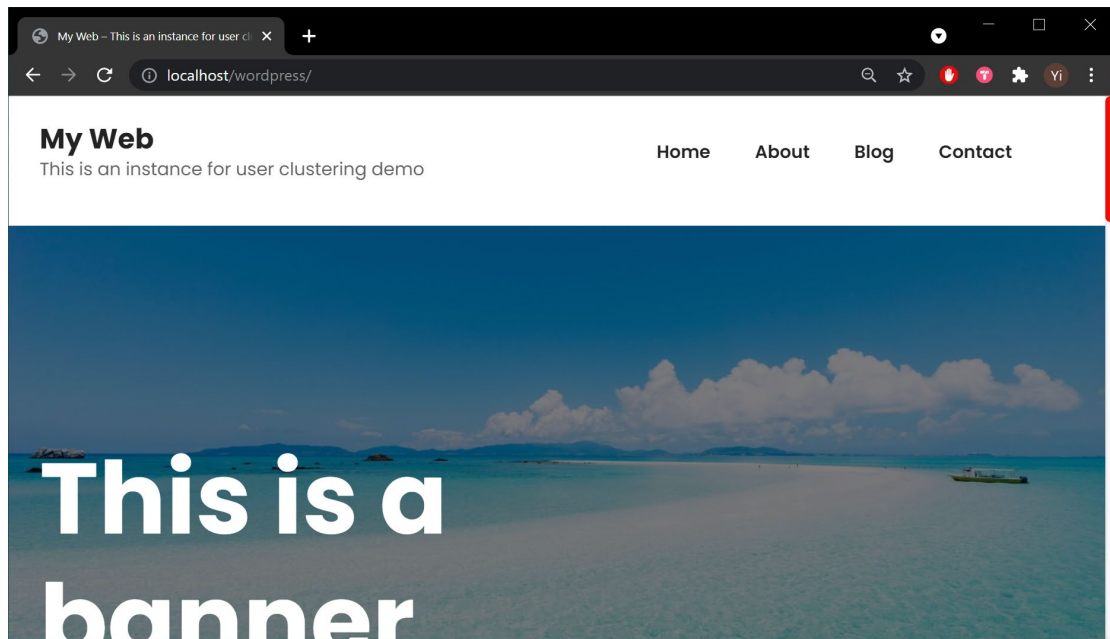 My Web – This is an instance for user cl
localhost/wordpress/
Yi
My Web
This is an instance for user clustering demo
Home About Blog Contact
This is a
banner